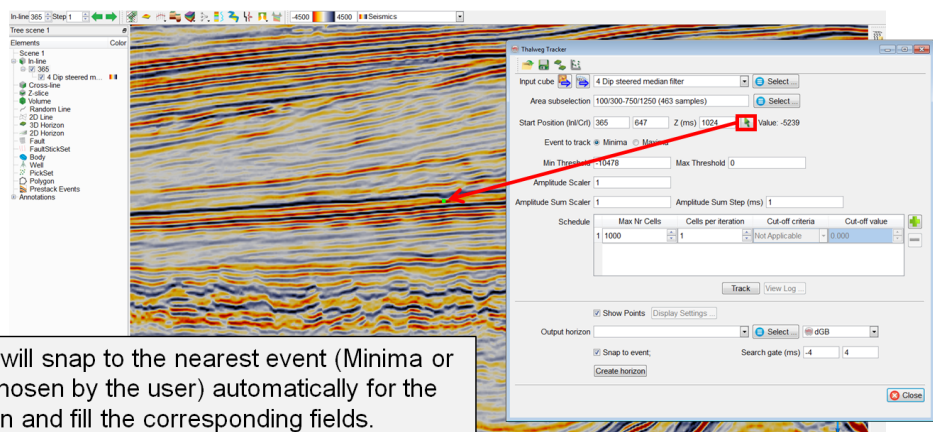 In-line 365 Step 1 -4500 4500 Seismics
Tree scene 1
Elements Color
Scene 1
In-line
365
4 Dip steered m...
Cross-line
Z-slice
Volume
Random Line
2D Line
3D Horizon
2D Horizon
Fault
FaultStickSet
Body
Well
PickSet
Polygon
Prestack Events
Annotations
Thalweg Tracker
Input cube 4 Dip steered median filter Select ...
Area subselection 100/300-750/1250 (463 samples) Select ...
Start Position (Inl/Crl) 365 647 Z (ms) 1024 Value: -5239
Event to track Minima Maxima
Min Threshold -10478 Max Threshold 0
Amplitude Scaler 1
Amplitude Sum Scaler 1 Amplitude Sum Step (ms) 1
Schedule Max Nr Cells Cells per iteration Cut-off criteria Cut-off value
1 1000 1 Not Applicable 0.000
Track View Log ...
Show Points Display Settings ...
Output horizon Select ... dGB
Snap to event; Search gate (ms) -4 4
Create horizon
Close
will snap to the nearest event (Minima or
hosen by the user) automatically for the
n and fill the corresponding fields.